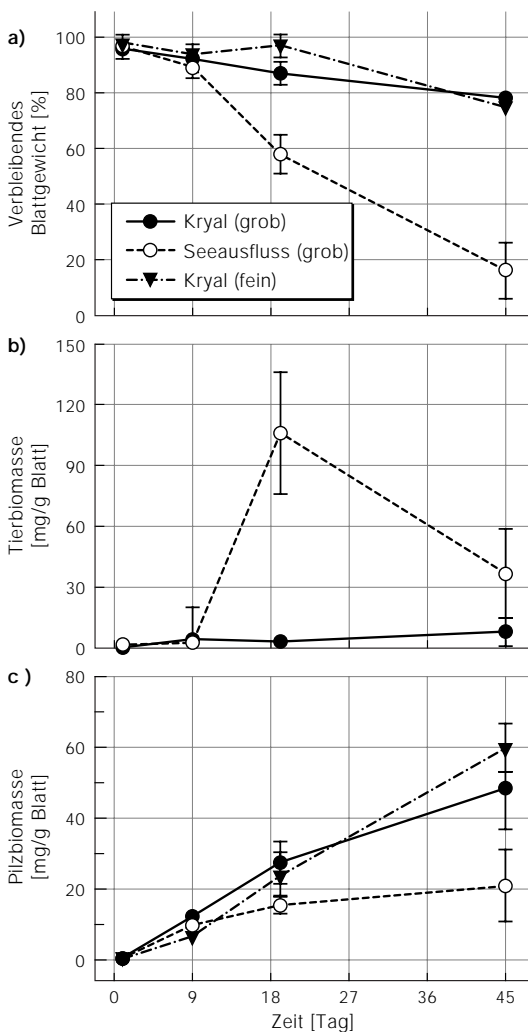 a)
Verbleibendes
Blattgewicht [%]
100
80
60
40
20
0
Kryal (grob)
Seeausfluss (grob)
Kryal (fein)
b)
Tierbiomasse
[mg/g Blatt]
150
120
90
60
30
0
c )
Pilzbiomasse
[mg/g Blatt]
80
60
40
20
0
0 9 18 27 36 45
Zeit [Tag]